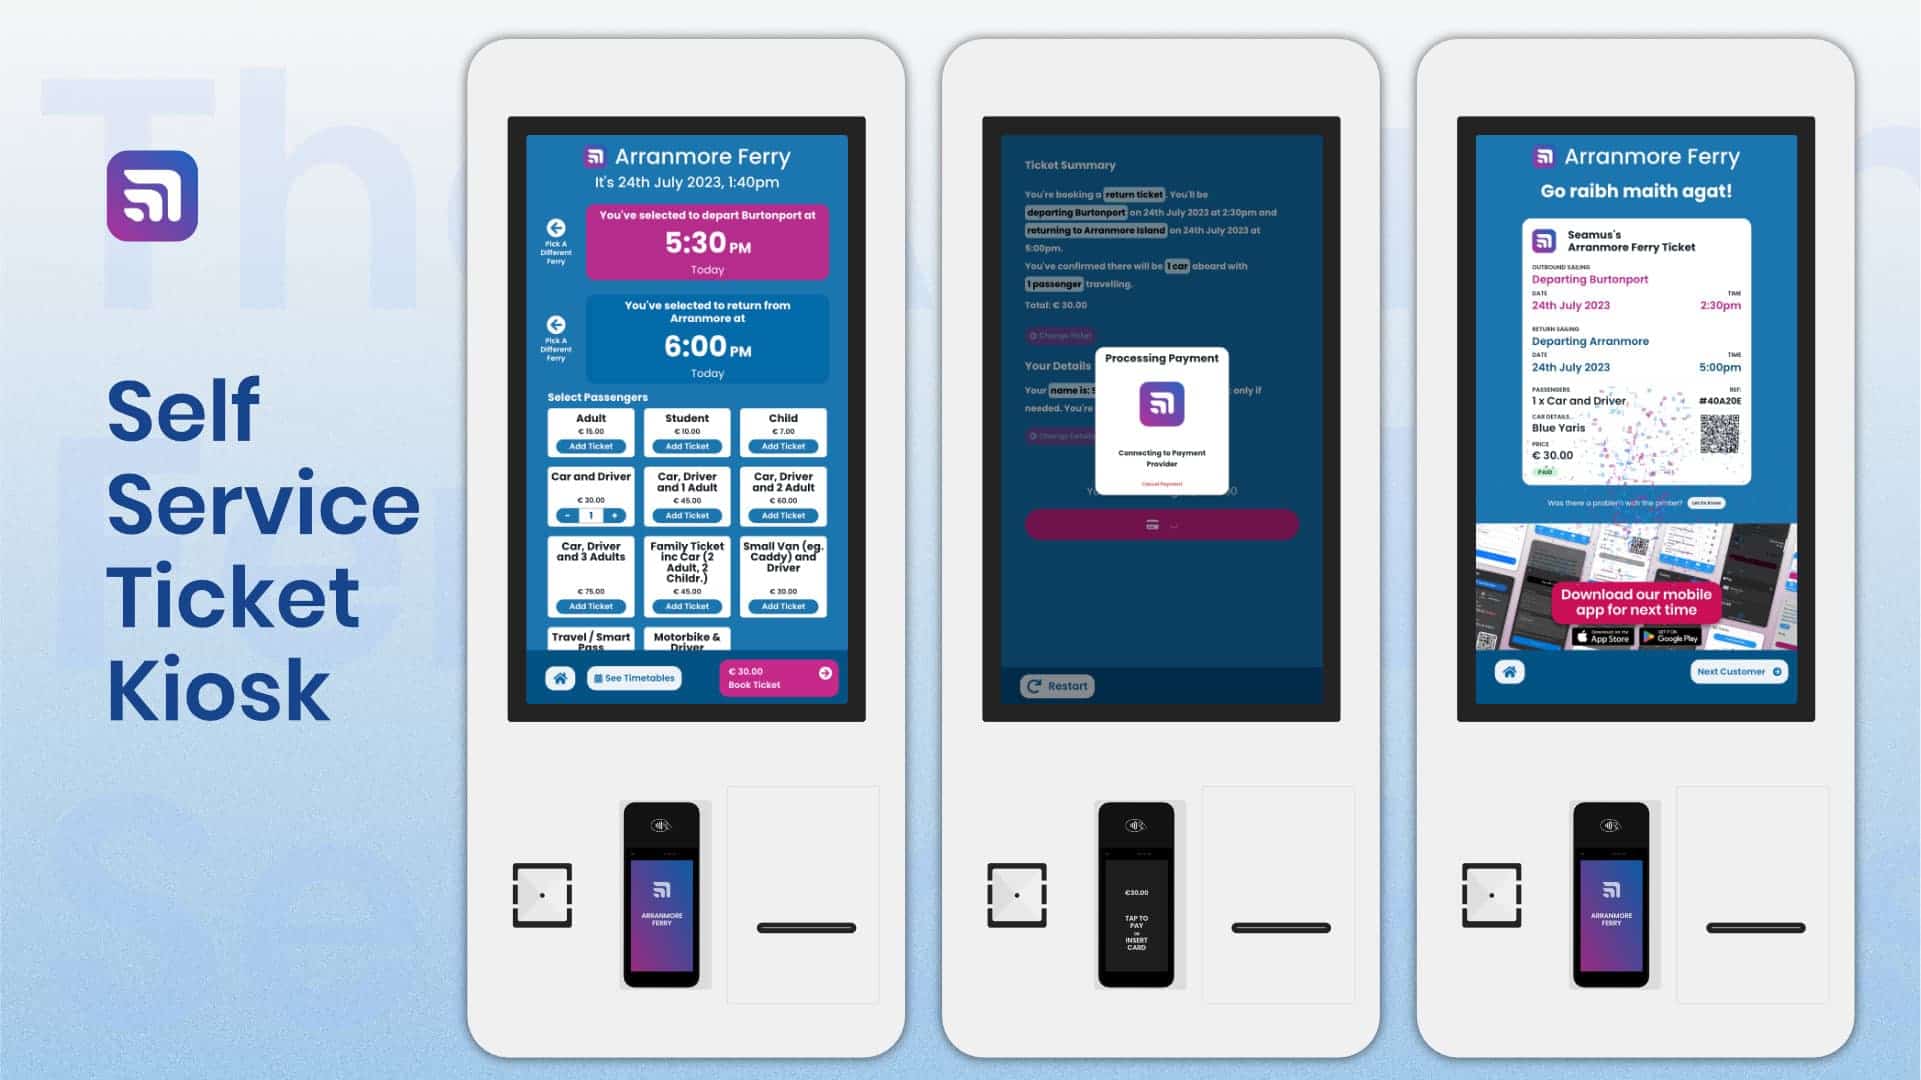 Self
Service
Ticket
Kiosk
Arranmore Ferry
It's 24th July 2023, 1:40pm
Pick A
Different
Ferry
You've selected to depart Burtonport at
5:30 PM
Today
Pick A
Different
Ferry
You've selected to return from
Arranmore at
6:00 PM
Today
Select Passengers
Adult
€ 15.00
Add Ticket
Student
€ 10.00
Add Ticket
Child
€ 7.00
Add Ticket
Car and Driver
€ 30.00
- 1 +
Car, Driver
and 1 Adult
€ 45.00
Add Ticket
Car, Driver
and 2 Adult
€ 60.00
Add Ticket
Car, Driver
and 3 Adults
€ 75.00
Add Ticket
Family Ticket
inc Car (2
Adult, 2
Childr.)
€ 45.00
Add Ticket
Small Van (eg.
Caddy) and
Driver
€ 30.00
Add Ticket
Travel / Smart
Pass
Motorbike &
Driver
See Timetables
€ 30.00
Book Ticket
ARRANMORE
FERRY
Ticket Summary
You're booking a return ticket. You'll be
departing Burtonport on 24th July 2023 at 2:30pm and
returning to Arranmore Island on 24th July 2023 at
5:00pm.
You've confirmed there will be 1 car aboard with
1 passenger travelling.
Total: € 30.00
Change Ticket
Your Details
Your name is: S
only if
needed. You're
Change Details
Processing Payment
Connecting to Payment
Provider
Cancel Payment
Restart
€30.00
TAP TO
PAY
or
INSERT
CARD
Arranmore Ferry
Go raibh maith agat!
Seamus's
Arranmore Ferry Ticket
OUTBOUND SAILING
Departing Burtonport
DATE TIME
24th July 2023 2:30pm
RETURN SAILING
Departing Arranmore
DATE TIME
24th July 2023 5:00pm
PASSENGERS REF:
1 x Car and Driver #40A20E
CAR DETAILS
Blue Yaris
PRICE
€ 30.00
PAID
Was there a problem with the printer? Let Us Know
Download our mobile
app for next time
Download on the
App Store
GET IT ON
Google Play
Next Customer
ARRANMORE
FERRY